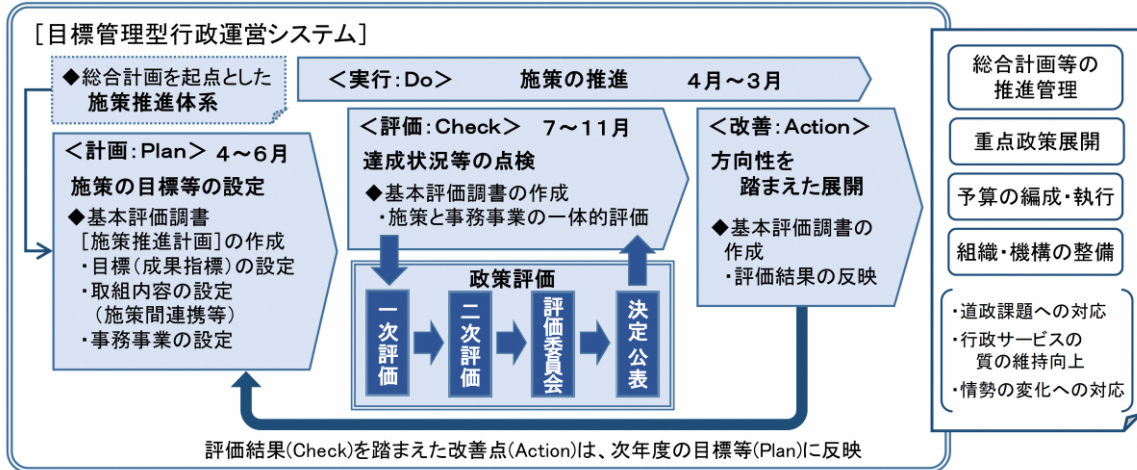 [目標管理型行政運営システム]
◆総合計画を起点とした
施策推進体系
＜実行:Do＞ 施策の推進 4月～3月
＜計画:Plan＞ 4～6月
施策の目標等の設定
◆基本評価調書
[施策推進計画]の作成
・目標(成果指標)の設定
・取組内容の設定
(施策間連携等)
・事務事業の設定
＜評価:Check＞ 7～11月
達成状況等の点検
◆基本評価調書の作成
・施策と事務事業の一体的評価
政策評価
一次評価
二次評価
評価委員会
決定公表
＜改善:Action＞
方向性を
踏まえた展開
◆基本評価調書の
作成
・評価結果の反映
評価結果(Check)を踏まえた改善点(Action)は、次年度の目標等(Plan)に反映
総合計画等の
推進管理
重点政策展開
予算の編成・執行
組織・機構の整備
・道政課題への対応
・行政サービスの
質の維持向上
・情勢の変化への対応